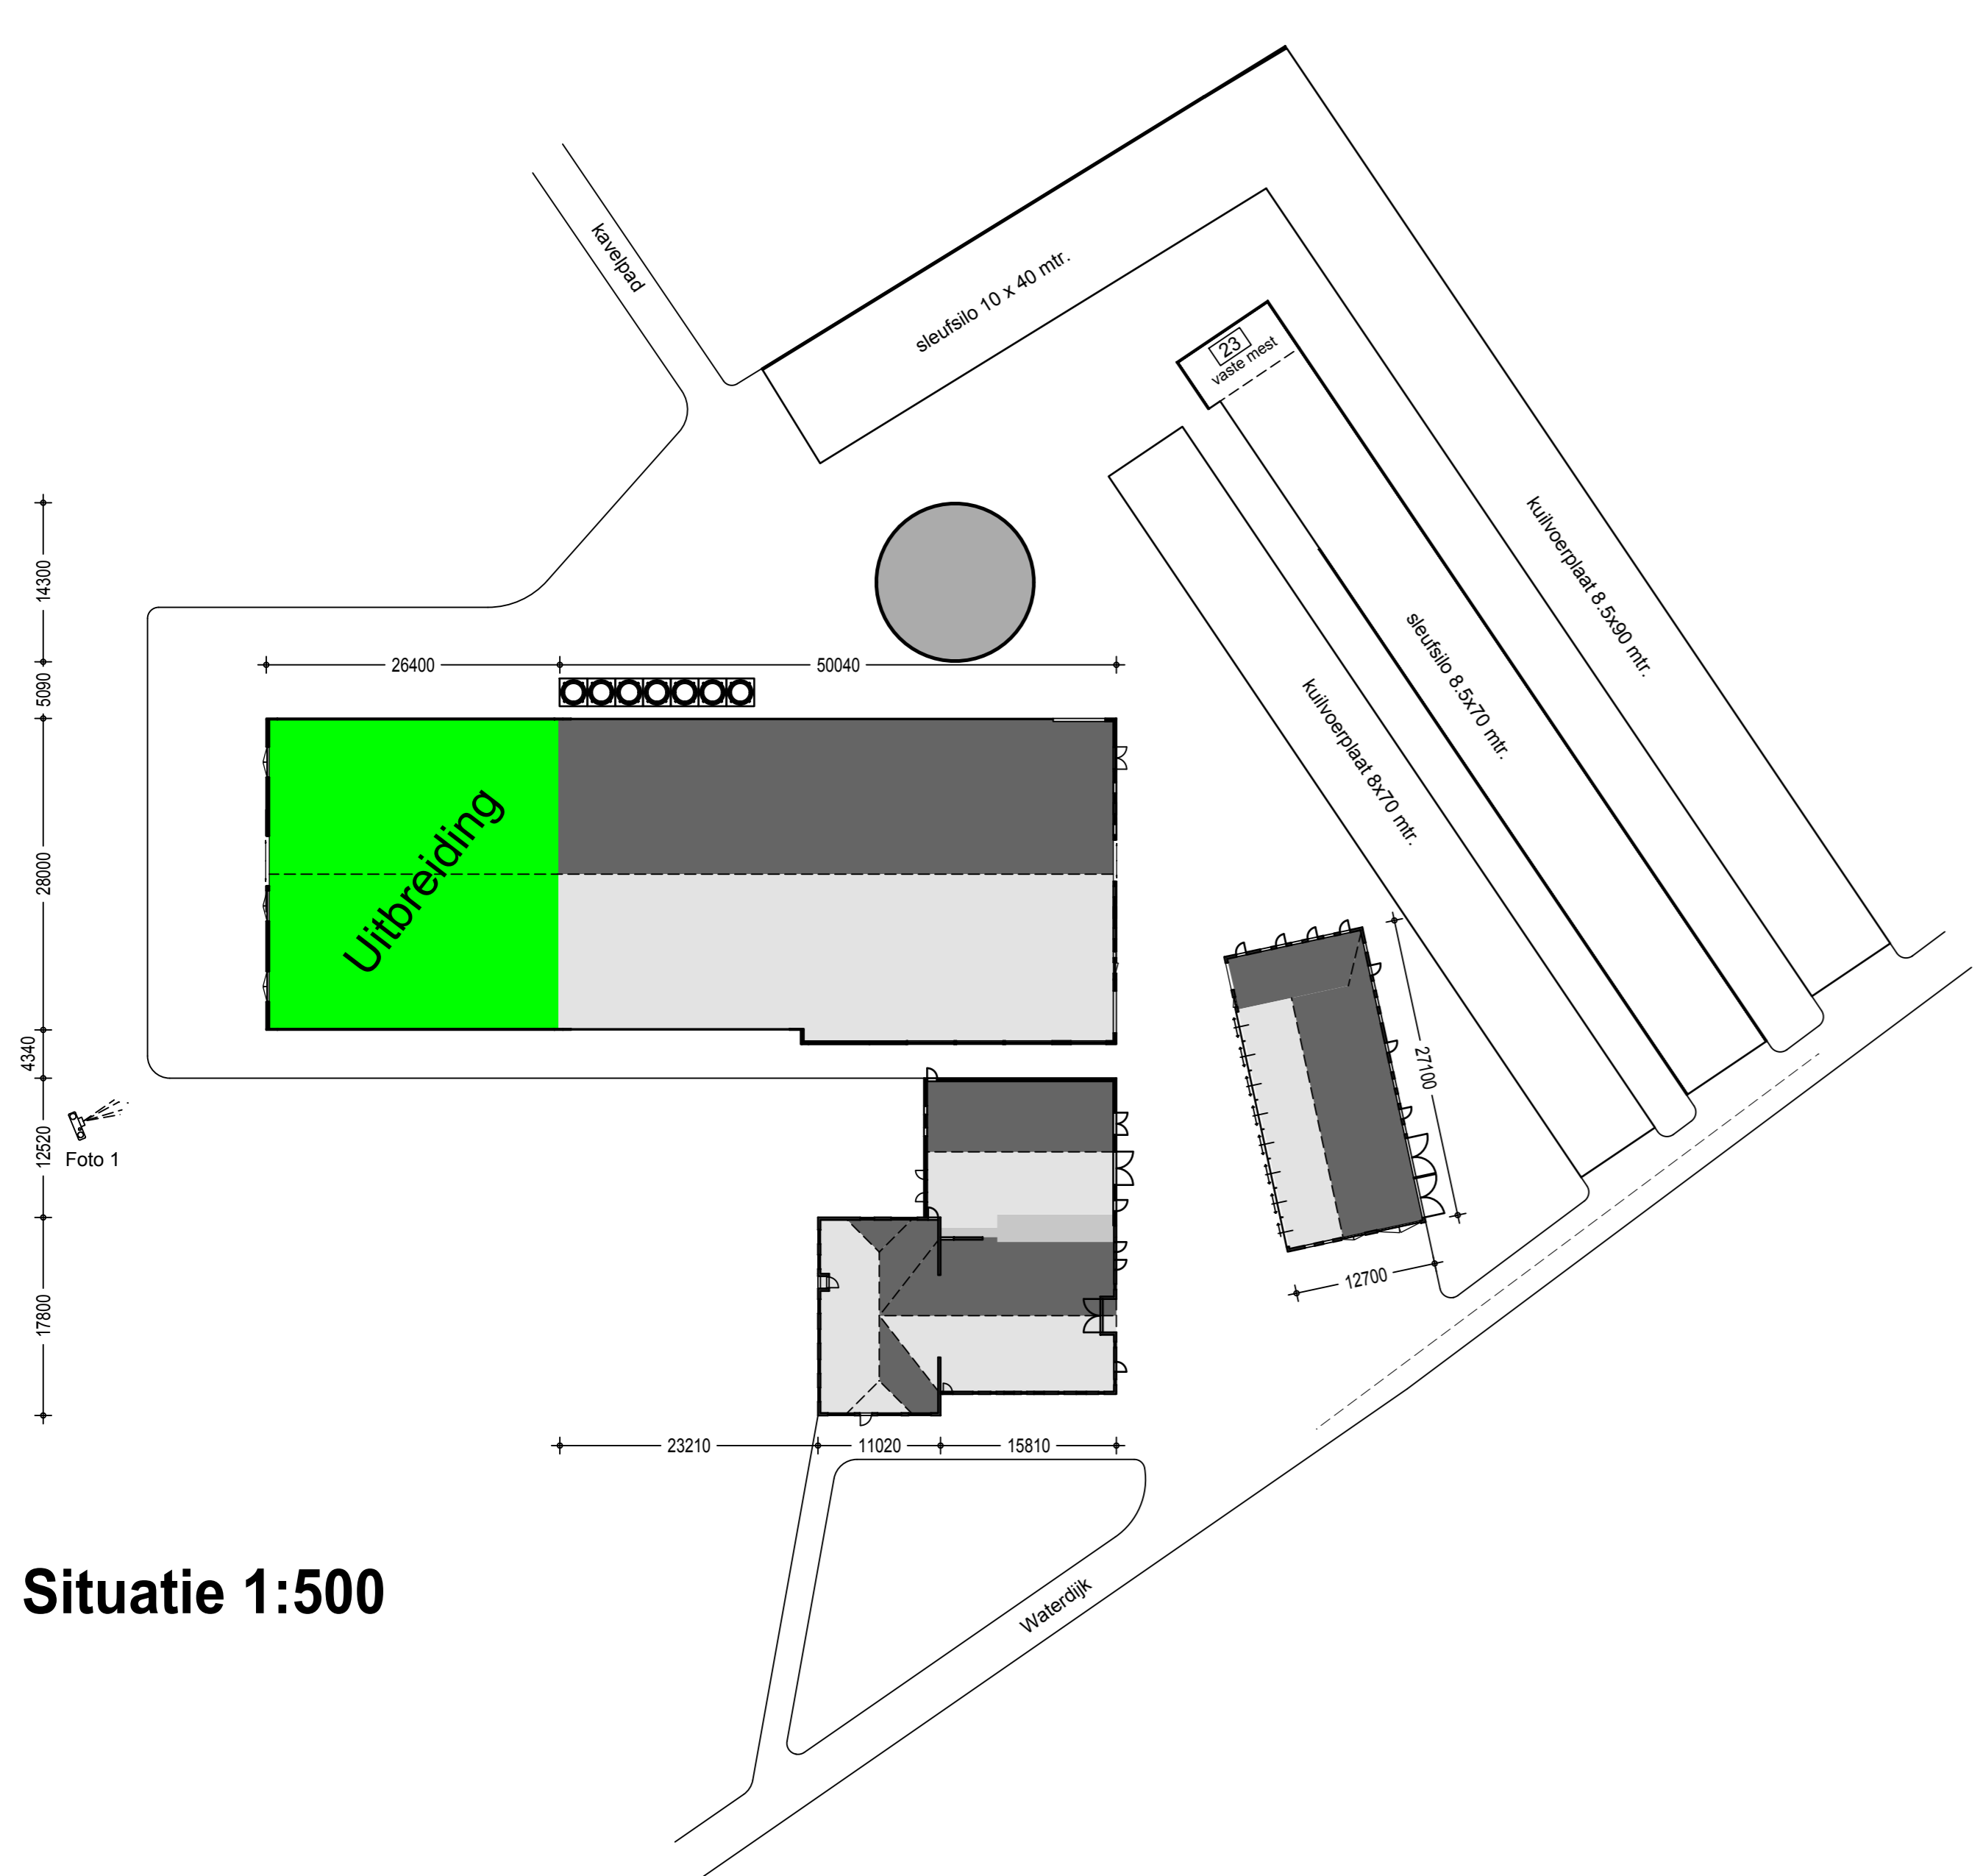 kavelpad
sleufsilo 10 x 40 mtr.
23
vaste mest
kuilvoerplaat 8.5x90 mtr.
sleufsilo 8.5x70 mtr.
kuilvoerplaat 8x70 mtr.
14300
5090
28000
4340
12520
17800
26400
50040
Uitbreiding
Foto 1
27100
12700
23210
11020
15810
Waterdijk
Situatie 1:500